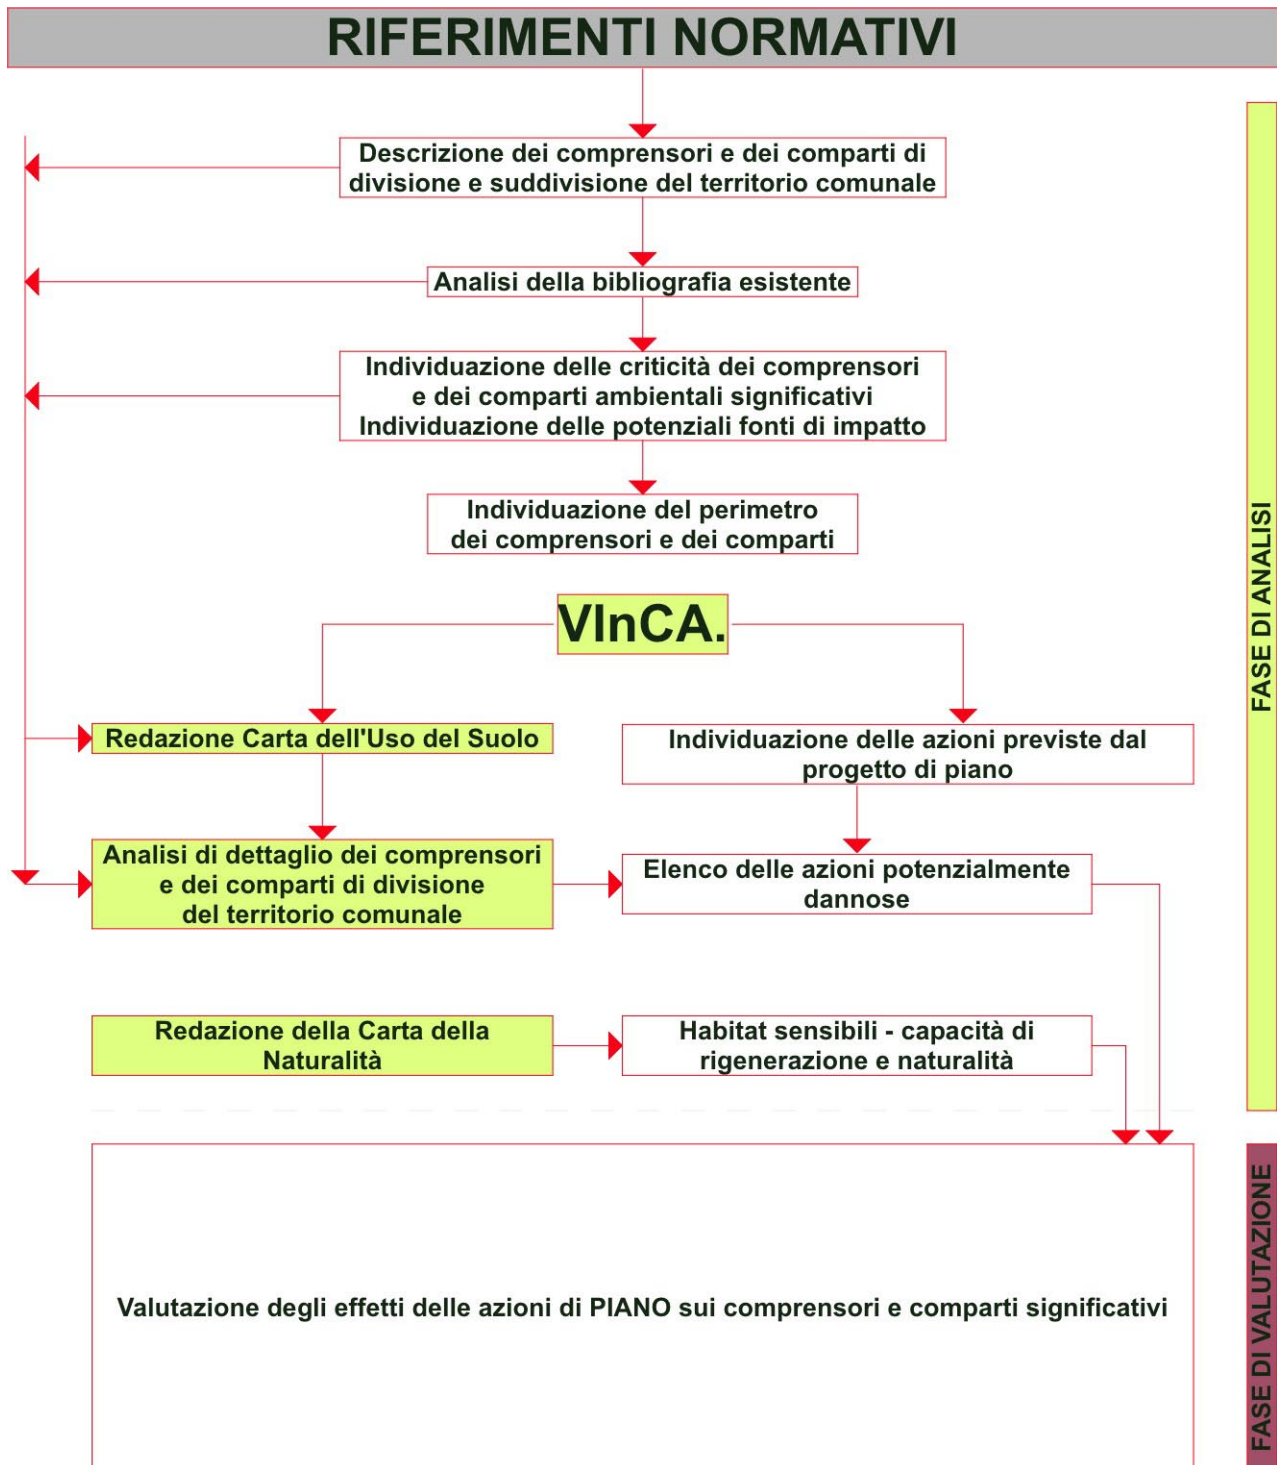 RIFERIMENTI NORMATIVI
Descrizione dei comprensori e dei comparti di
divisione e suddivisione del territorio comunale
Analisi della bibliografia esistente
Individuazione delle criticità dei comprensori
e dei comparti ambientali significativi
Individuazione delle potenziali fonti di impatto
Individuazione del perimetro
dei comprensori e dei comparti
VInCA.
Redazione Carta dell'Uso del Suolo
Individuazione delle azioni previste dal
progetto di piano
Analisi di dettaglio dei comprensori
e dei comparti di divisione
del territorio comunale
Elenco delle azioni potenzialmente
dannose
Redazione della Carta della
Naturalità
Habitat sensibili - capacità di
rigenerazione e naturalità
FASE DI ANALISI
Valutazione degli effetti delle azioni di PIANO sui comprensori e comparti significativi
FASE DI VALUTAZIONE